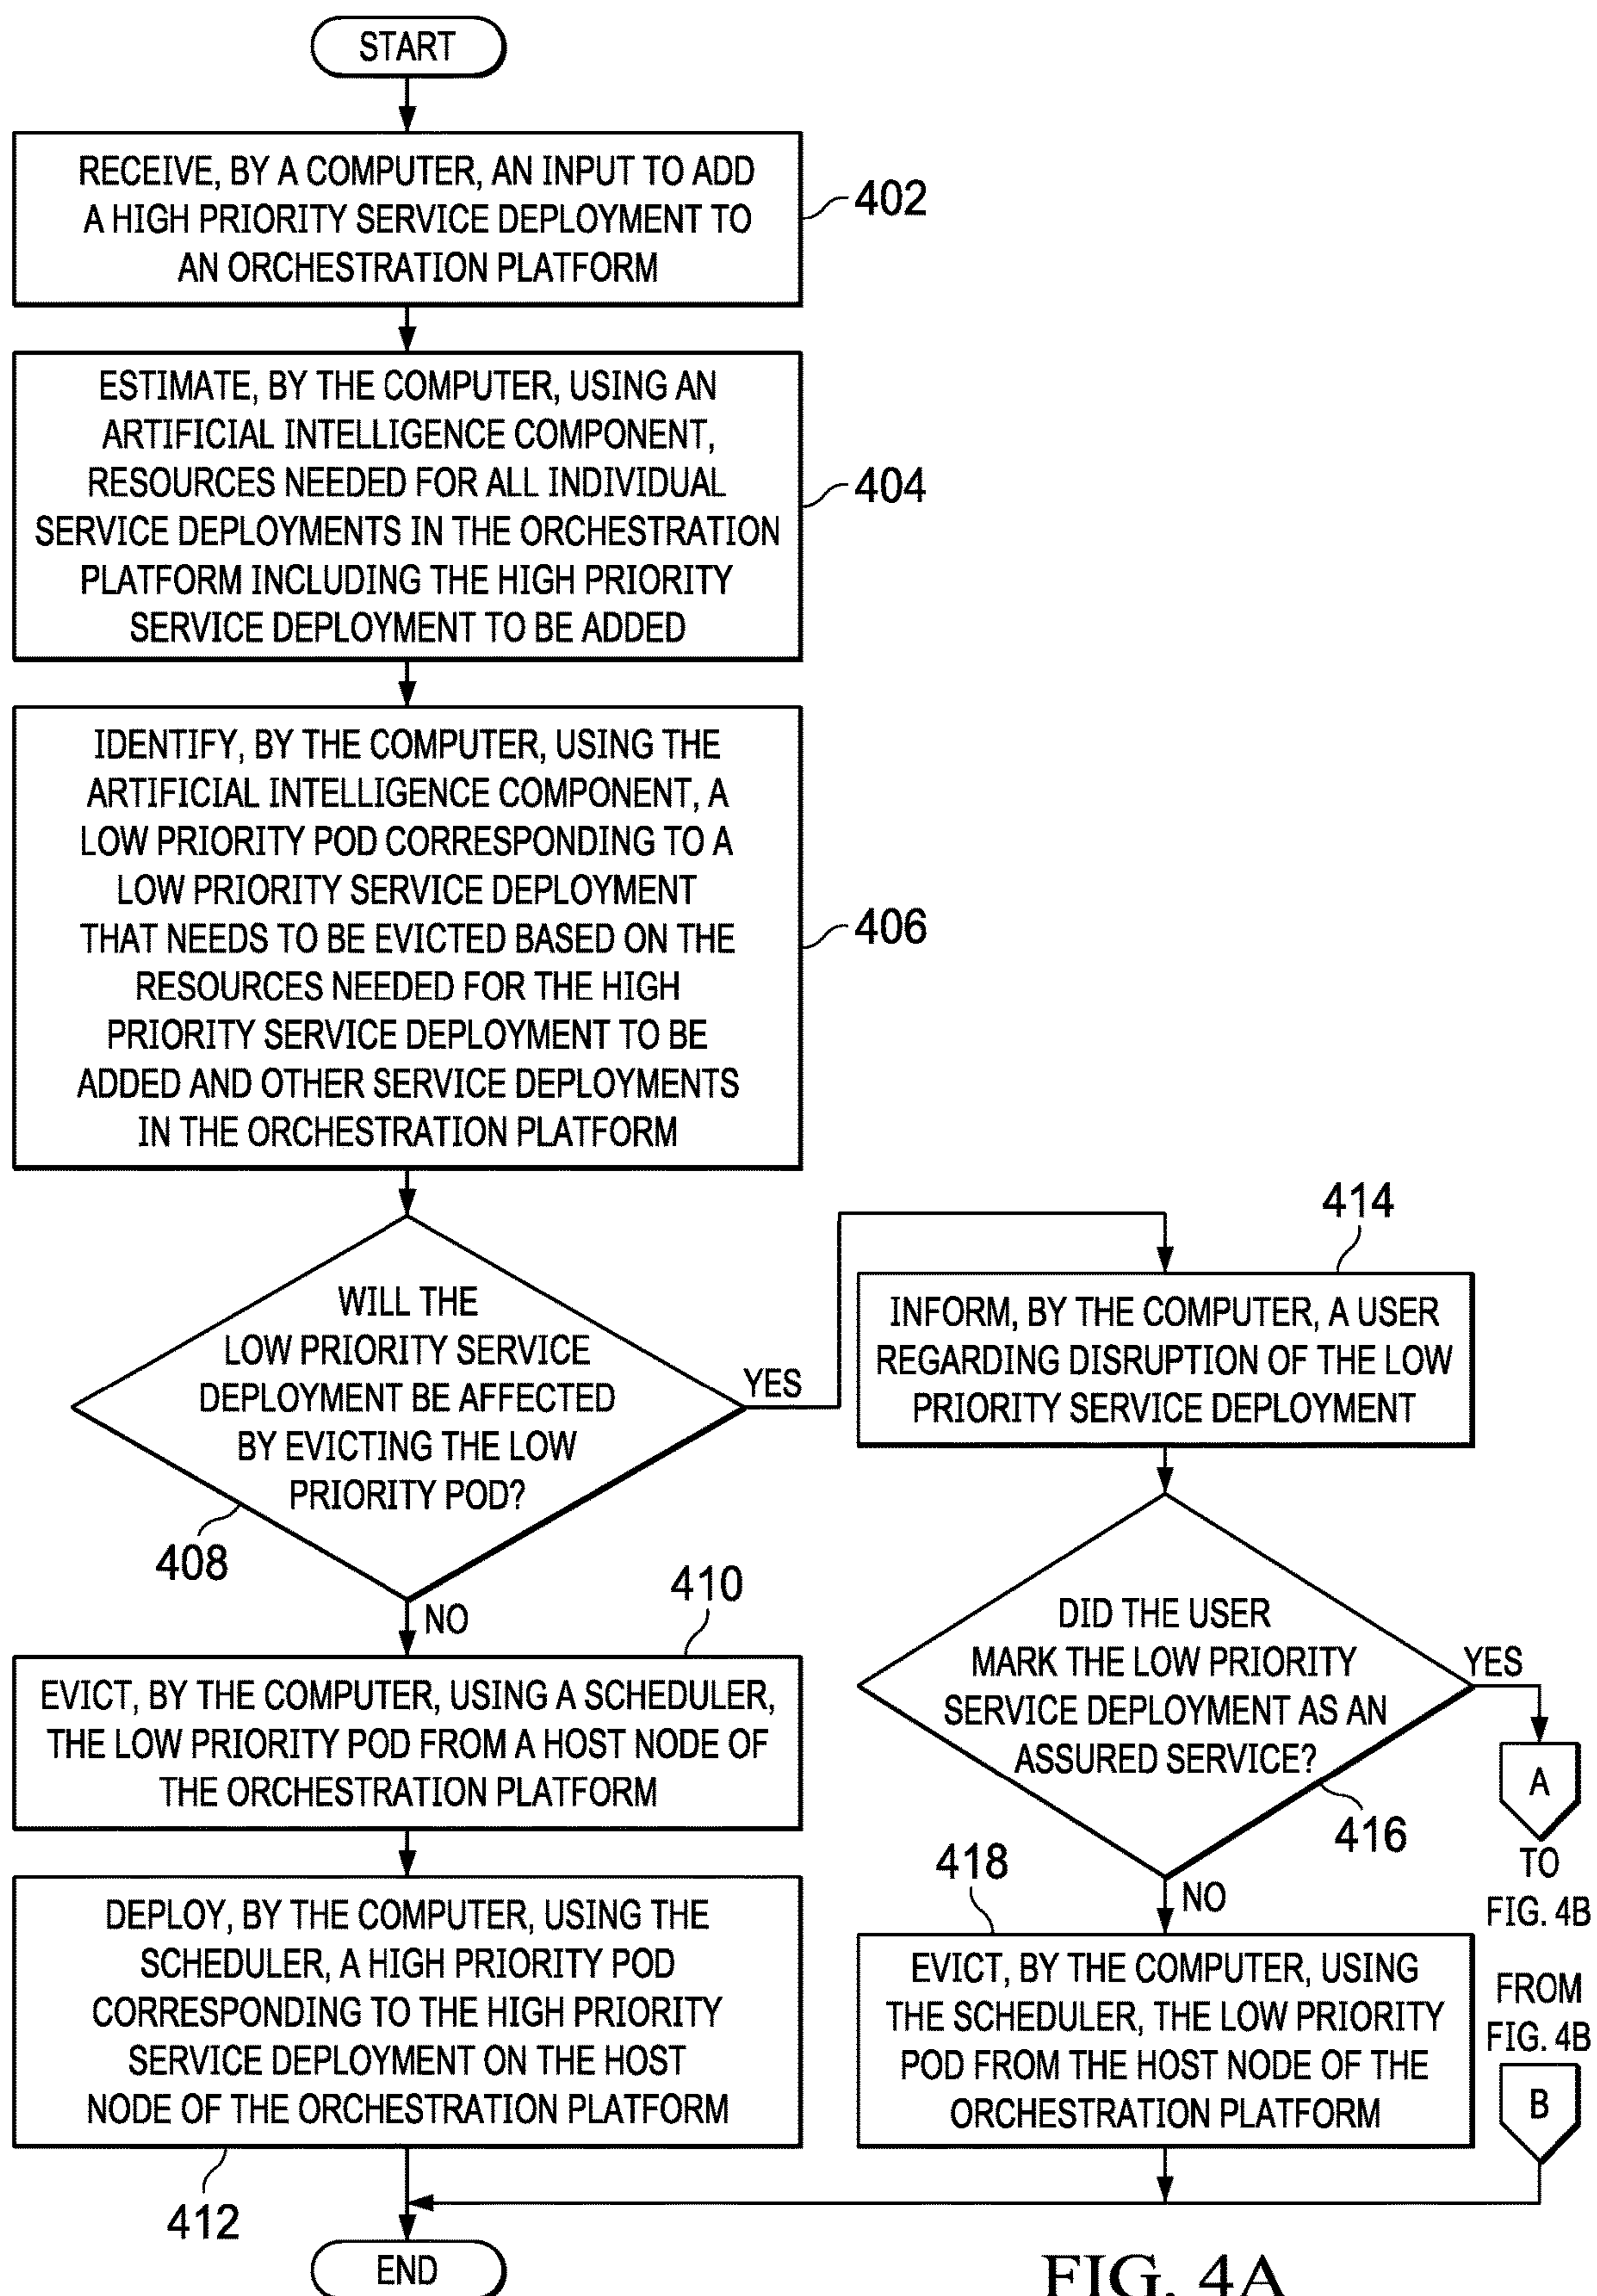 START
RECEIVE, BY A COMPUTER, AN INPUT TO ADD
A HIGH PRIORITY SERVICE DEPLOYMENT TO
AN ORCHESTRATION PLATFORM
402
ESTIMATE, BY THE COMPUTER, USING AN
ARTIFICIAL INTELLIGENCE COMPONENT,
RESOURCES NEEDED FOR ALL INDIVIDUAL
SERVICE DEPLOYMENTS IN THE ORCHESTRATION
PLATFORM INCLUDING THE HIGH PRIORITY
SERVICE DEPLOYMENT TO BE ADDED
404
IDENTIFY, BY THE COMPUTER, USING THE
ARTIFICIAL INTELLIGENCE COMPONENT, A
LOW PRIORITY POD CORRESPONDING TO A
LOW PRIORITY SERVICE DEPLOYMENT
THAT NEEDS TO BE EVICTED BASED ON THE
RESOURCES NEEDED FOR THE HIGH
PRIORITY SERVICE DEPLOYMENT TO BE
ADDED AND OTHER SERVICE DEPLOYMENTS
IN THE ORCHESTRATION PLATFORM
406
WILL THE
LOW PRIORITY SERVICE
DEPLOYMENT BE AFFECTED
BY EVICTING THE LOW
PRIORITY POD?
408
YES
NO
410
EVICT, BY THE COMPUTER, USING A SCHEDULER,
THE LOW PRIORITY POD FROM A HOST NODE OF
THE ORCHESTRATION PLATFORM
DEPLOY, BY THE COMPUTER, USING THE
SCHEDULER, A HIGH PRIORITY POD
CORRESPONDING TO THE HIGH PRIORITY
SERVICE DEPLOYMENT ON THE HOST
NODE OF THE ORCHESTRATION PLATFORM
412
END
414
INFORM, BY THE COMPUTER, A USER
REGARDING DISRUPTION OF THE LOW
PRIORITY SERVICE DEPLOYMENT
DID THE USER
MARK THE LOW PRIORITY
SERVICE DEPLOYMENT AS AN
ASSURED SERVICE?
416
YES
A
TO
FIG. 4B
NO
418
EVICT, BY THE COMPUTER, USING
THE SCHEDULER, THE LOW PRIORITY
POD FROM THE HOST NODE OF THE
ORCHESTRATION PLATFORM
FROM
FIG. 4B
B
FIG. 4A